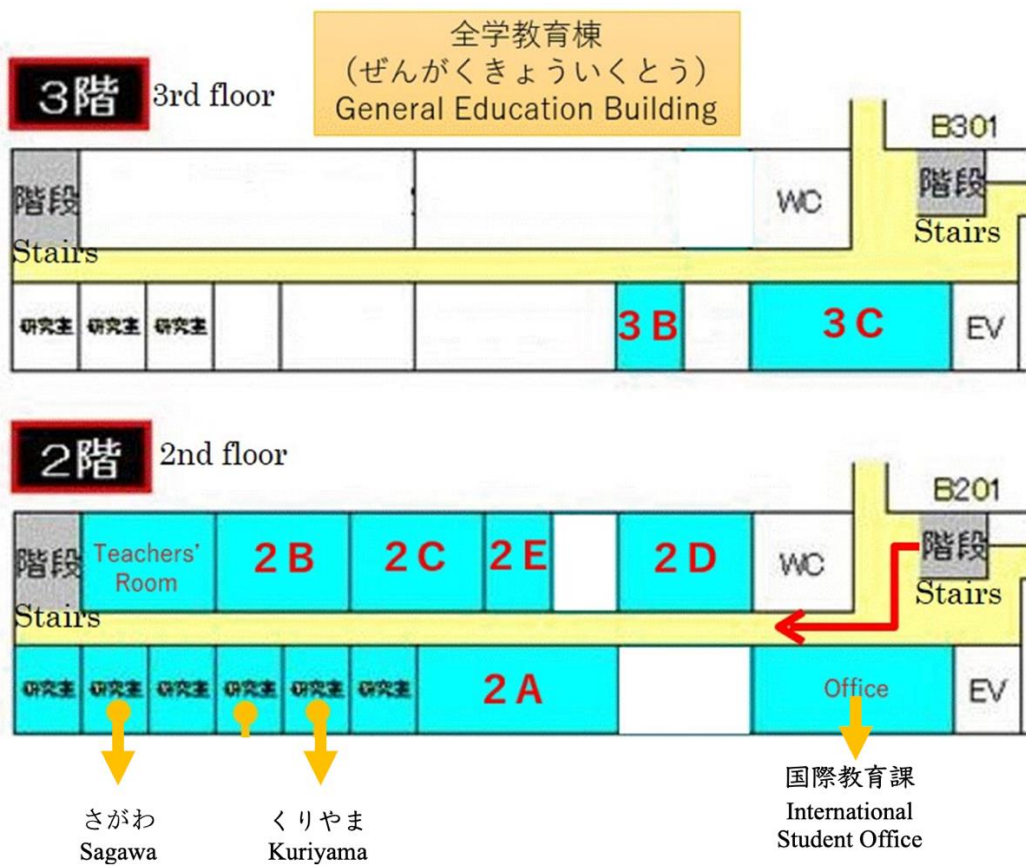 全学教育棟
(ぜんがくきょういくとう)
General Education Building
3階 3rd floor
B301
階段
WC
階段
Stairs
Stairs
研究室 研究室 研究室
3B
3C
EV
2階 2nd floor
B201
階段
Teachers'
Room
2B
2C
2E
2D
WC
階段
Stairs
Stairs
研究室 研究室 研究室 研究室 研究室 研究室
2A
Office
EV
さがわ
Sagawa
くりやま
Kuriyama
国際教育課
International
Student Office